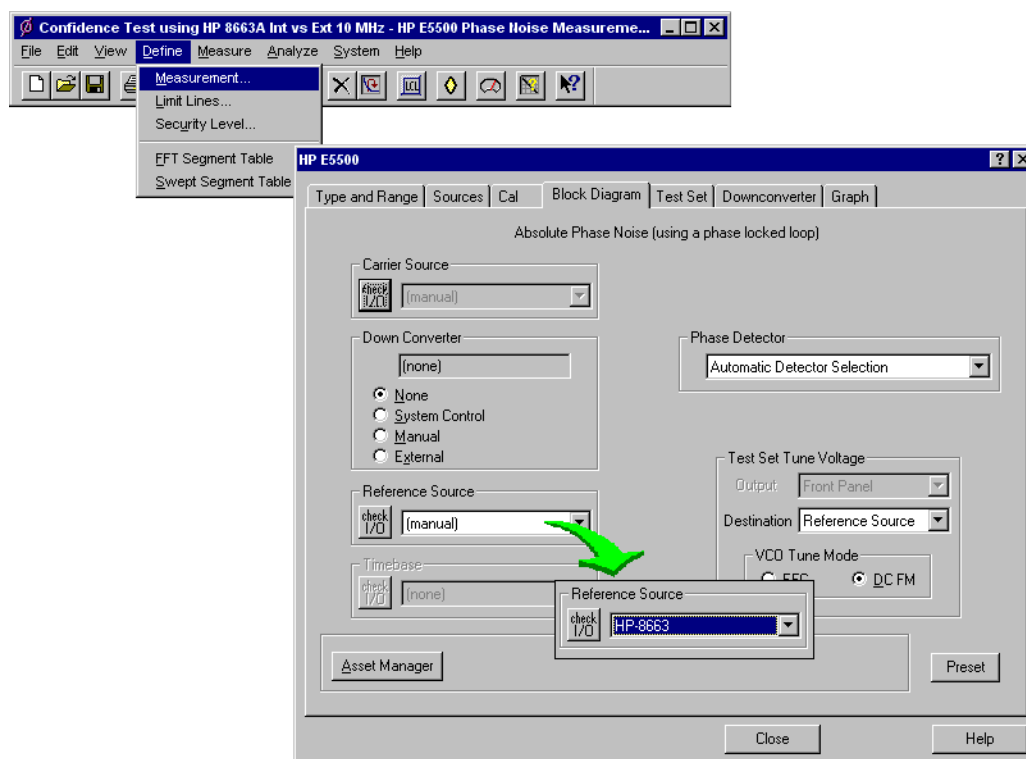 Confidence Test using HP 8663A Int vs Ext 10 MHz - HP E5500 Phase Noise Measureme...
File Edit View Define Measure Analyze System Help
Measurement...
Limit Lines...
Security Level...
FFT Segment Table
Swept Segment Table
LCL
HP E5500
Type and Range Sources Cal Block Diagram Test Set Downconverter Graph
Absolute Phase Noise (using a phase locked loop)
Carrier Source
check I/O (manual)
Down Converter
(none)
None
System Control
Manual
External
Phase Detector
Automatic Detector Selection
Reference Source
check I/O (manual)
Timebase
check I/O (none)
Test Set Tune Voltage
Output: Front Panel
Destination Reference Source
VCO Tune Mode
DC FM
Reference Source
check I/O HP-8663
Asset Manager
Preset
Close Help